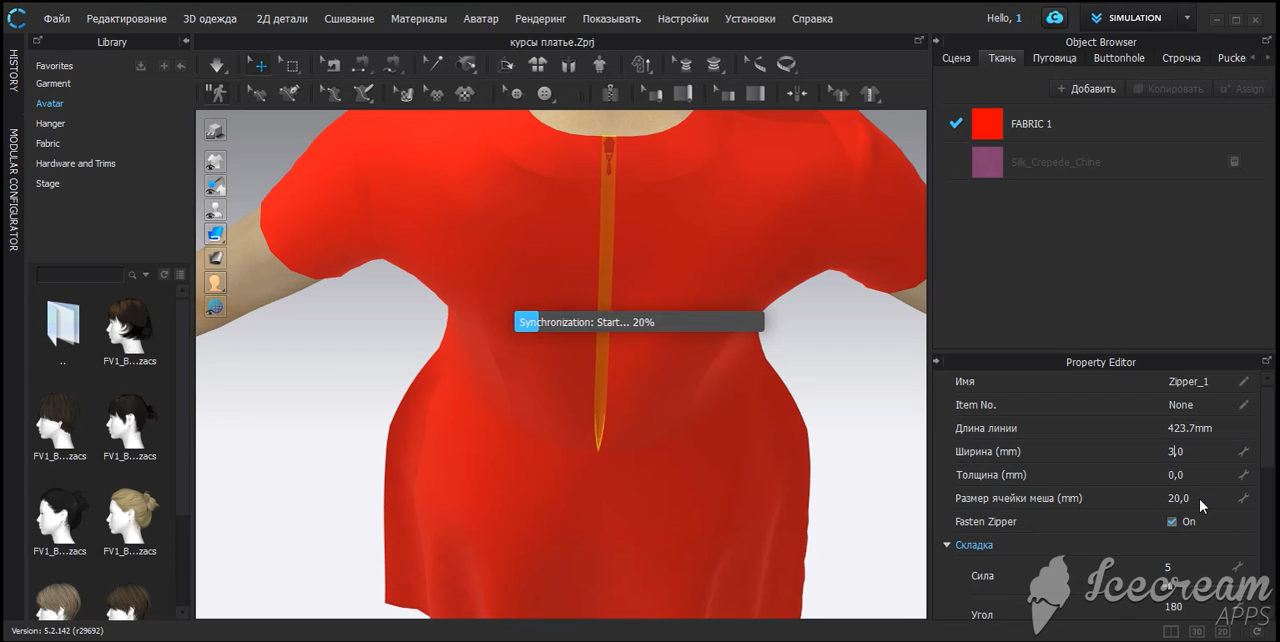 Файл Редактирование 3D одежда 2Д детали Сшивание Материалы Аватар Рендеринг Показывать Настройки Установки Справка Hello, 1 SIMULATION
HISTORY
MODULAR CONFIGURATOR
Library
Favorites
Garment
Avatar
Hanger
Fabric
Hardware and Trims
Stage
..
FV1_B...zacs
FV1_B...zacs FV1_B...zacs
FV1_B...zacs FV1_B...zacs
курсы платье.Zprj
Synchronization: Start... 20%
Object Browser
Сцена Ткань Пуговица Buttonhole Строчка Pucke
+ Добавить Копировать Assign
FABRIC 1
Silk_Crepede_Chine
Property Editor
Имя Zipper_1
Item No. None
Длина линии 423.7mm
Ширина (mm) 3,0
Толщина (mm) 0,0
Размер ячейки меша (mm) 20,0
Fasten Zipper On
Складка
Сила 5
Угол 180
Icecream
APPS
Version: 5.2.142 (r29692)
3D 2D